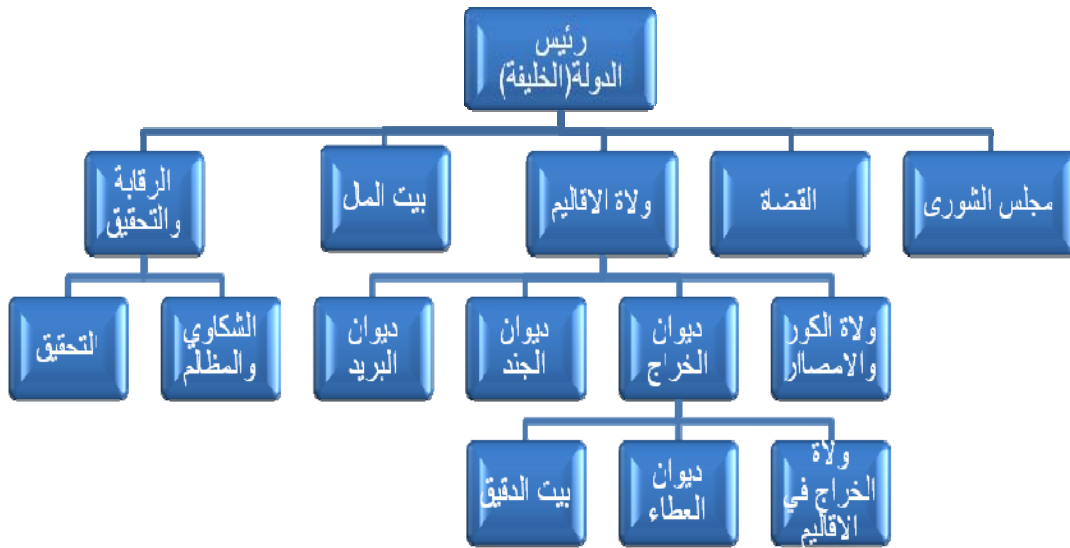 رئيس
الدولة(الخليفة)
مجلس الشورى
القضاة
ولاة الاقاليم
بيت المال
الرقابة
والتحقيق
ولاة الكور
والامصاار
ديوان
الخراج
ديوان
الجند
ديوان
البريد
الشكاوي
والمظالم
التحقيق
ولاة
الخراج في
الاقاليم
ديوان
العطاء
بيت الدقيق